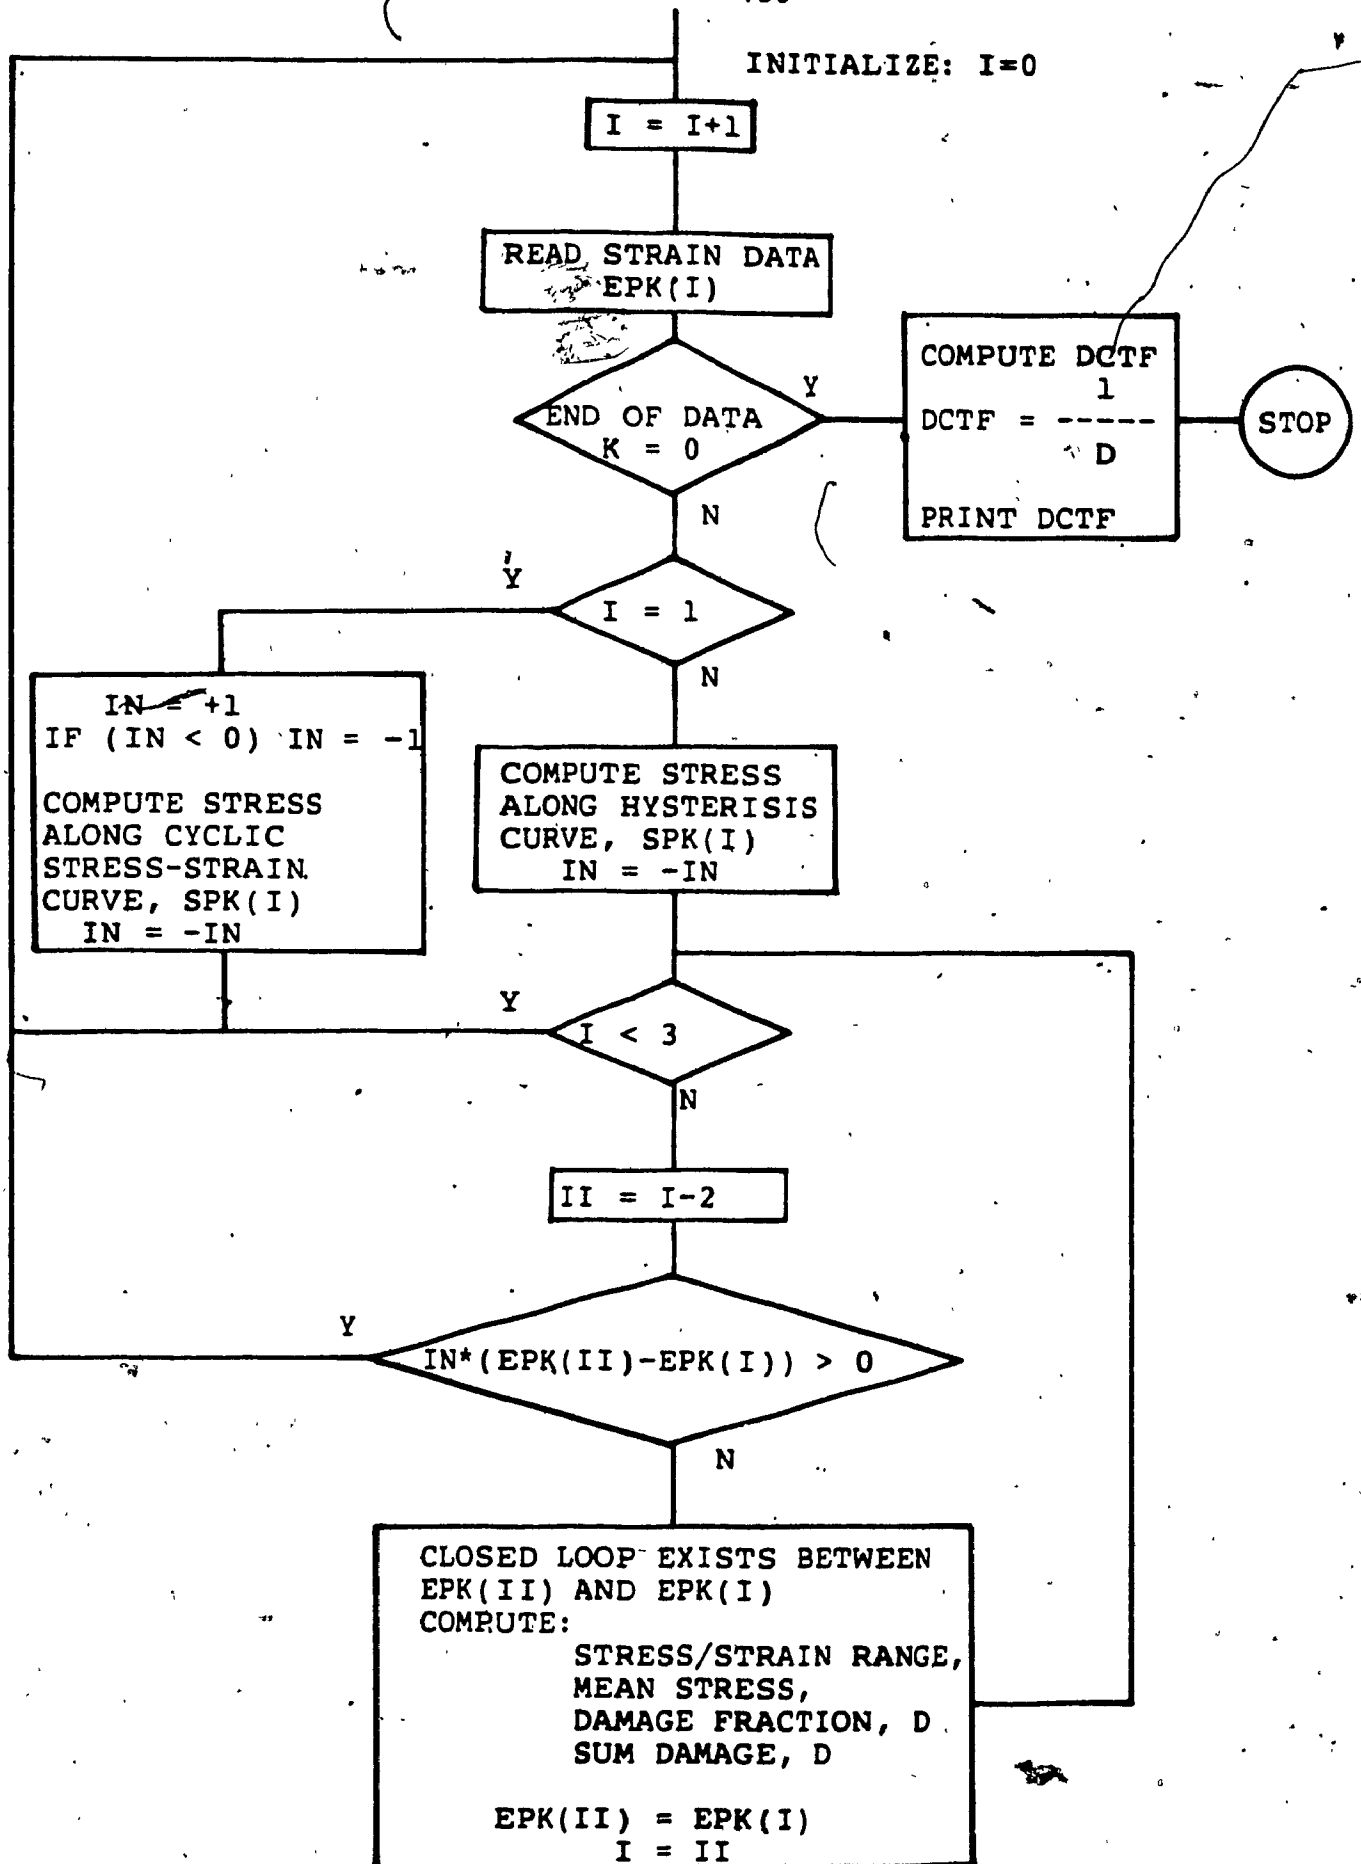 INITIALIZE: I=0
I = I+1
READ STRAIN DATA
EPK(I)
END OF DATA
K = 0
Y
N
COMPUTE DCTF
1
DCTF = -----
D
PRINT DCTF
STOP
I = 1
Y
N
IN = +1
IF (IN < 0) IN = -1
COMPUTE STRESS
ALONG CYCLIC
STRESS-STRAIN
CURVE, SPK(I)
IN = -IN
COMPUTE STRESS
ALONG HYSTERISIS
CURVE, SPK(I)
IN = -IN
Y
I < 3
N
II = I-2
Y
IN*(EPK(II)-EPK(I)) > 0
N
CLOSED LOOP EXISTS BETWEEN
EPK(II) AND EPK(I)
COMPUTE:
STRESS/STRAIN RANGE,
MEAN STRESS,
DAMAGE FRACTION, D
SUM DAMAGE, D
EPK(II) = EPK(I)
I = II